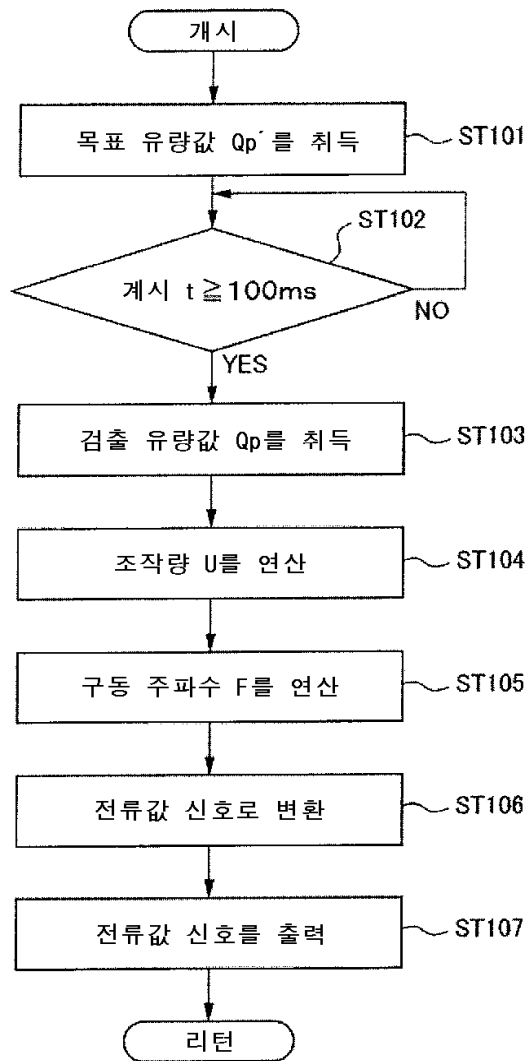 개시
목표 유량값 Qp´를 취득
ST101
ST102
계시 t ≧ 100ms
NO
YES
검출 유량값 Qp를 취득
ST103
조작량 U를 연산
ST104
구동 주파수 F를 연산
ST105
전류값 신호로 변환
ST106
전류값 신호를 출력
ST107
리턴